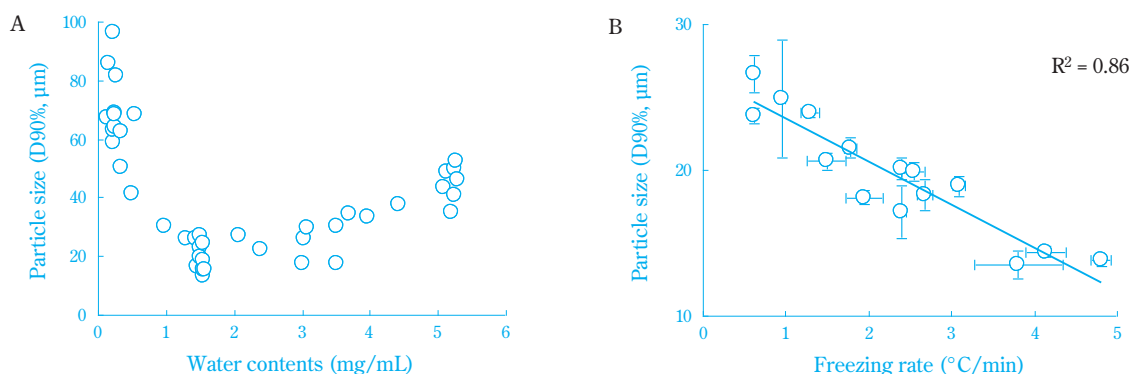 A
Particle size (D90%, μm)
100
80
60
40
20
0
0 1 2 3 4 5 6
Water contents (mg/mL)
B
Particle size (D90%, μm)
30
20
10
R² = 0.86
0 1 2 3 4 5
Freezing rate (°C/min)